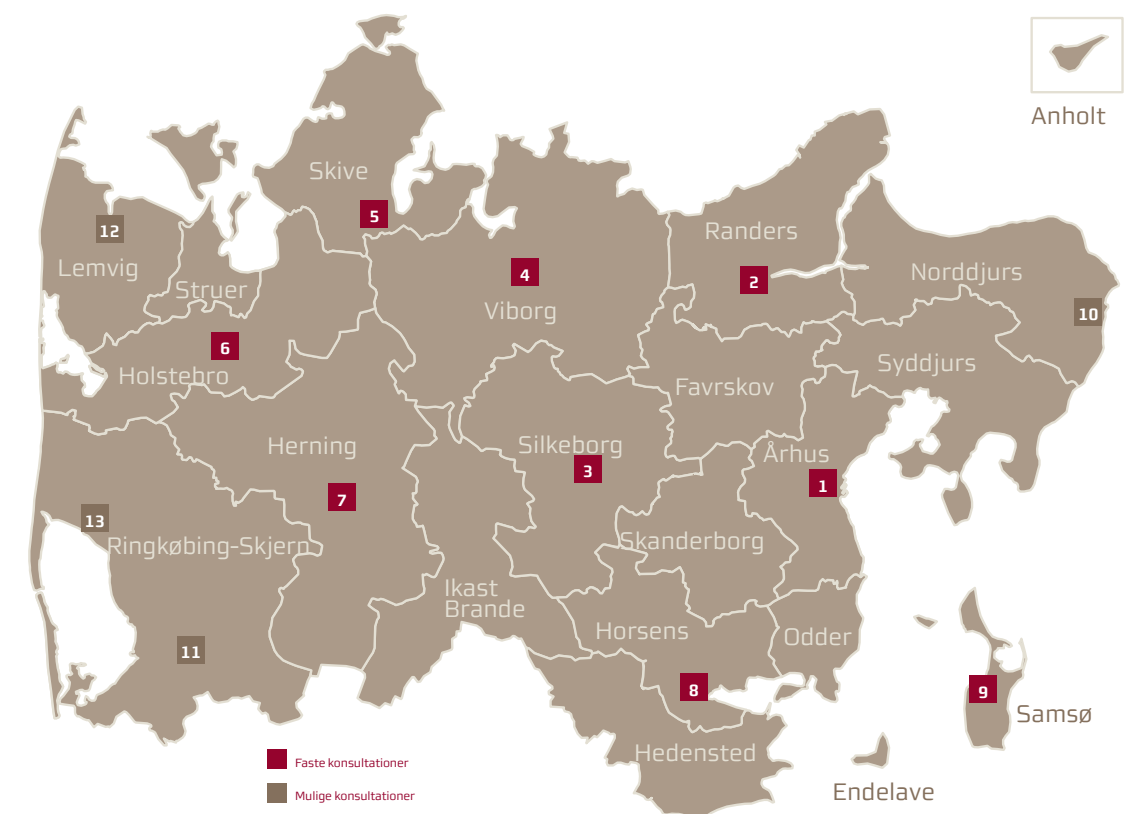 Anholt
Skive
5
12
Randers
Lemvig
4
2
Norddjurs
Struer
Viborg
10
6
Holstebro
Favrskov
Syddjurs
Herning
Silkeborg
Århus
3
1
7
13
Ringkøbing-Skjern
Skanderborg
Ikast
Brande
Horsens
Odder
11
8
9
Samsø
Hedensted
Faste konsultationer
Endelave
Mulige konsultationer